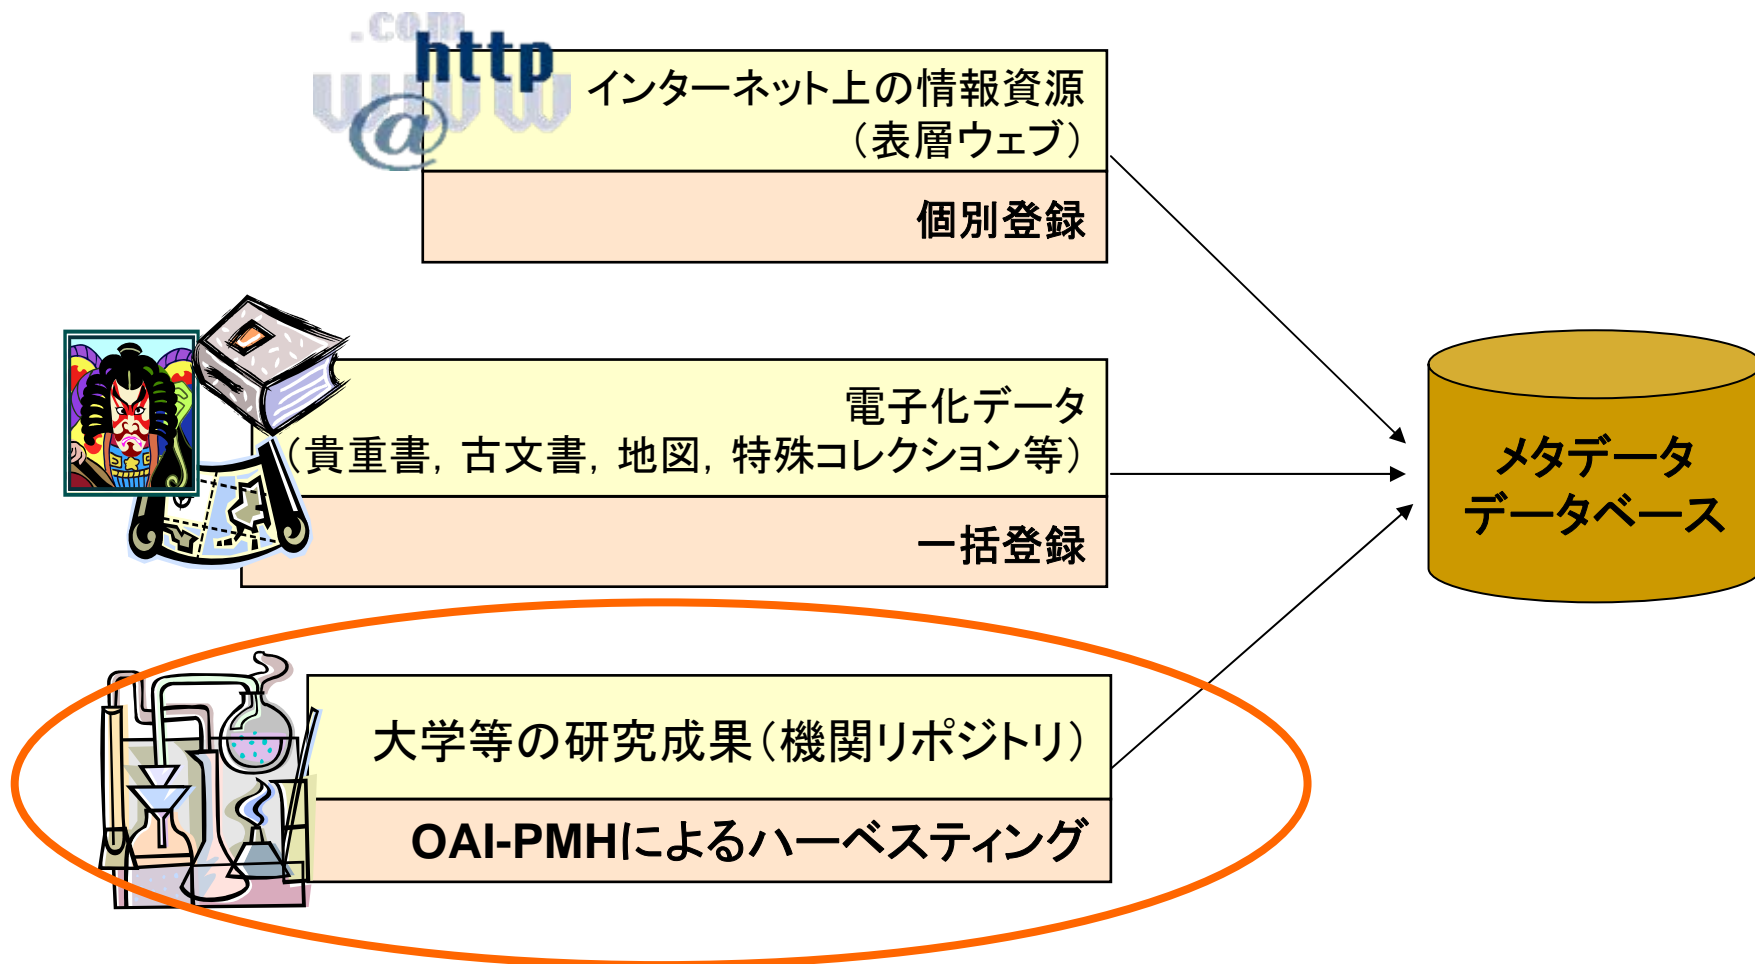 .com
http
www
@
インターネット上の情報資源
（表層ウェブ）
個別登録
電子化データ
（貴重書，古文書，地図，特殊コレクション等）
一括登録
大学等の研究成果（機関リポジトリ）
OAI-PMHによるハーベスティング
メタデータ
データベース